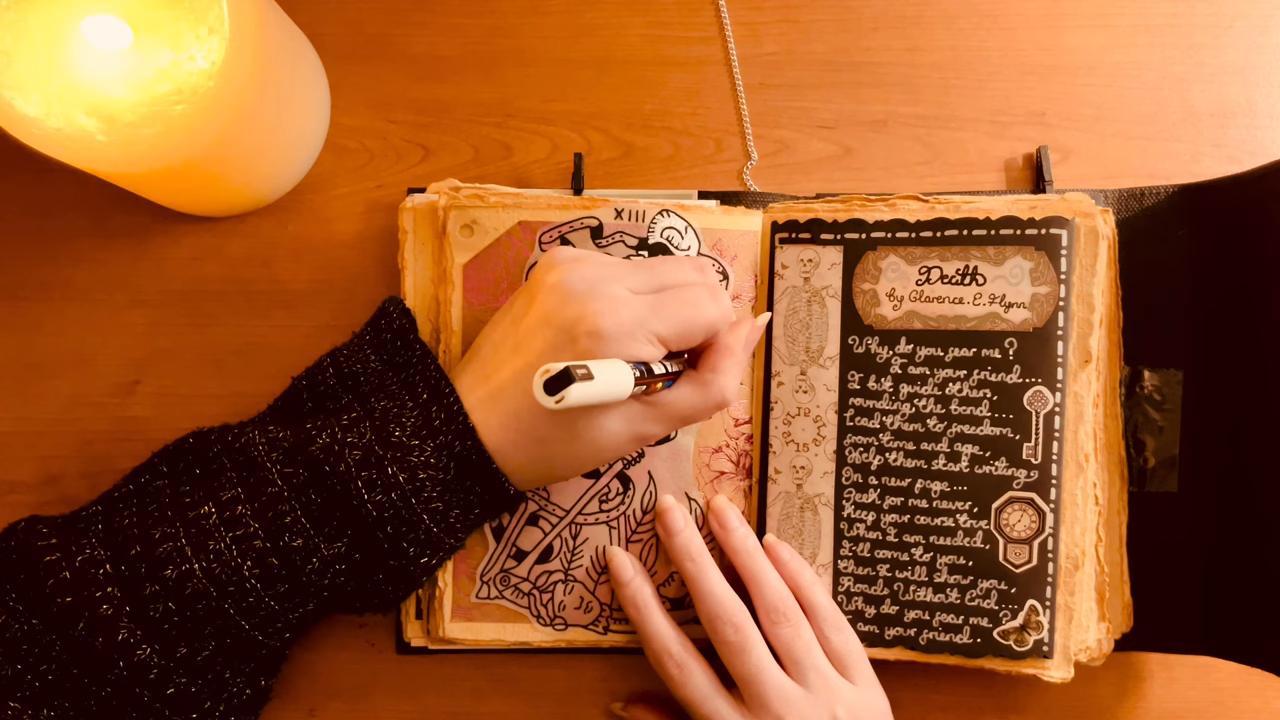 XIII
Death
by Clarence. E. Flynn
Why, do you fear me?
I am your friend...
I but guide others,
rounding the bend...
Lead them to freedom,
from time and age,
Help them start writing,
On a new page...
Seek for me never,
Keep your course true,
When I am needed,
I'll come to you,
then I will show you,
Roads Without End...
Why do you fear me?
I am your friend.